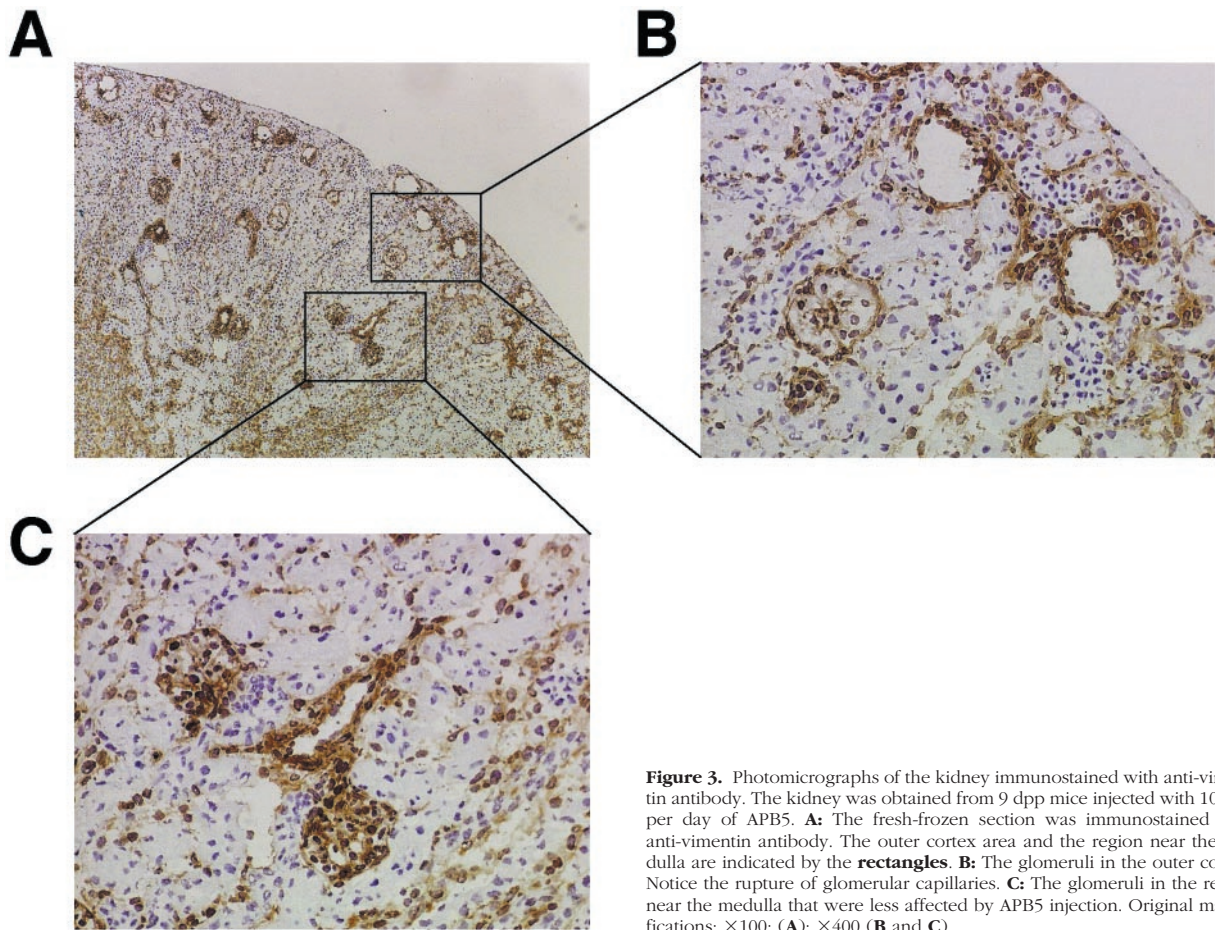 A
B
C
Figure 3. Photomicrographs of the kidney immunostained with anti-vim
tin antibody. The kidney was obtained from 9 dpp mice injected with 10
per day of APB5. A: The fresh-frozen section was immunostained
anti-vimentin antibody. The outer cortex area and the region near the
dulla are indicated by the rectangles. B: The glomeruli in the outer co
Notice the rupture of glomerular capillaries. C: The glomeruli in the re
near the medulla that were less affected by APB5 injection. Original m
fications: ×100: (A); ×400 (B and C)